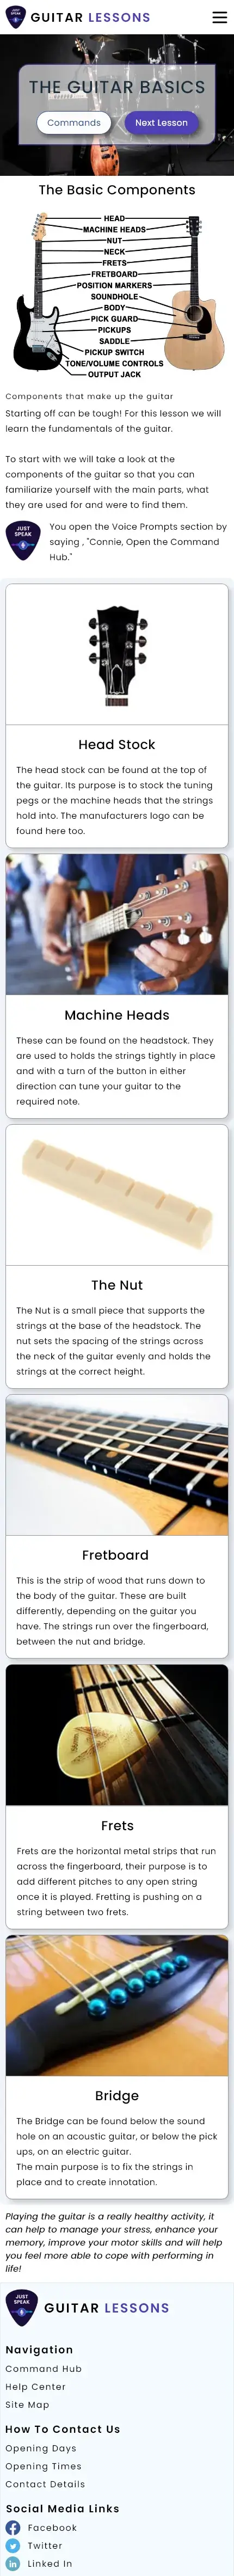 JUST
SPEAK
GUITAR LESSONS
THE GUITAR BASICS
Commands
Next Lesson
The Basic Components
HEAD
MACHINE HEADS
NUT
NECK
FRETS
FRETBOARD
POSITION MARKERS
SOUNDHOLE
BODY
PICK GUARD
PICKUPS
SADDLE
PICKUP SWITCH
TONE/VOLUME CONTROLS
OUTPUT JACK
Components that make up the guitar
Starting off can be tough! For this lesson we will
learn the fundamentals of the guitar.
To start with we will take a look at the
components of the guitar so that you can
familiarize yourself with the main parts, what
they are used for and were to find them.
JUST
SPEAK
You open the Voice Prompts section by
saying , "Connie, Open the Command
Hub."
Head Stock
The head stock can be found at the top of
the guitar. Its purpose is to stock the tuning
pegs or the machine heads that the strings
hold into. The manufacturers logo can be
found here too.
Machine Heads
These can be found on the headstock. They
are used to holds the strings tightly in place
and with a turn of the button in either
direction can tune your guitar to the
required note.
The Nut
The Nut is a small piece that supports the
strings at the base of the headstock. The
nut sets the spacing of the strings across
the neck of the guitar evenly and holds the
strings at the correct height.
Fretboard
This is the strip of wood that runs down to
the body of the guitar. These are built
differently, depending on the guitar you
have. The strings run over the fingerboard,
between the nut and bridge.
Frets
Frets are the horizontal metal strips that run
across the fingerboard, their purpose is to
add different pitches to any open string
once it is played. Fretting is pushing on a
string between two frets.
Bridge
The Bridge can be found below the sound
hole on an acoustic guitar, or below the pick
ups, on an electric guitar.
The main purpose is to fix the strings in
place and to create innotation.
Playing the guitar is a really healthy activity, it
can help to manage your stress, enhance your
memory, improve your motor skills and will help
you feel more able to cope with performing in
life!
JUST
SPEAK
GUITAR LESSONS
Navigation
Command Hub
Help Center
Site Map
How To Contact Us
Opening Days
Opening Times
Contact Details
Social Media Links
Facebook
Twitter
Linked In